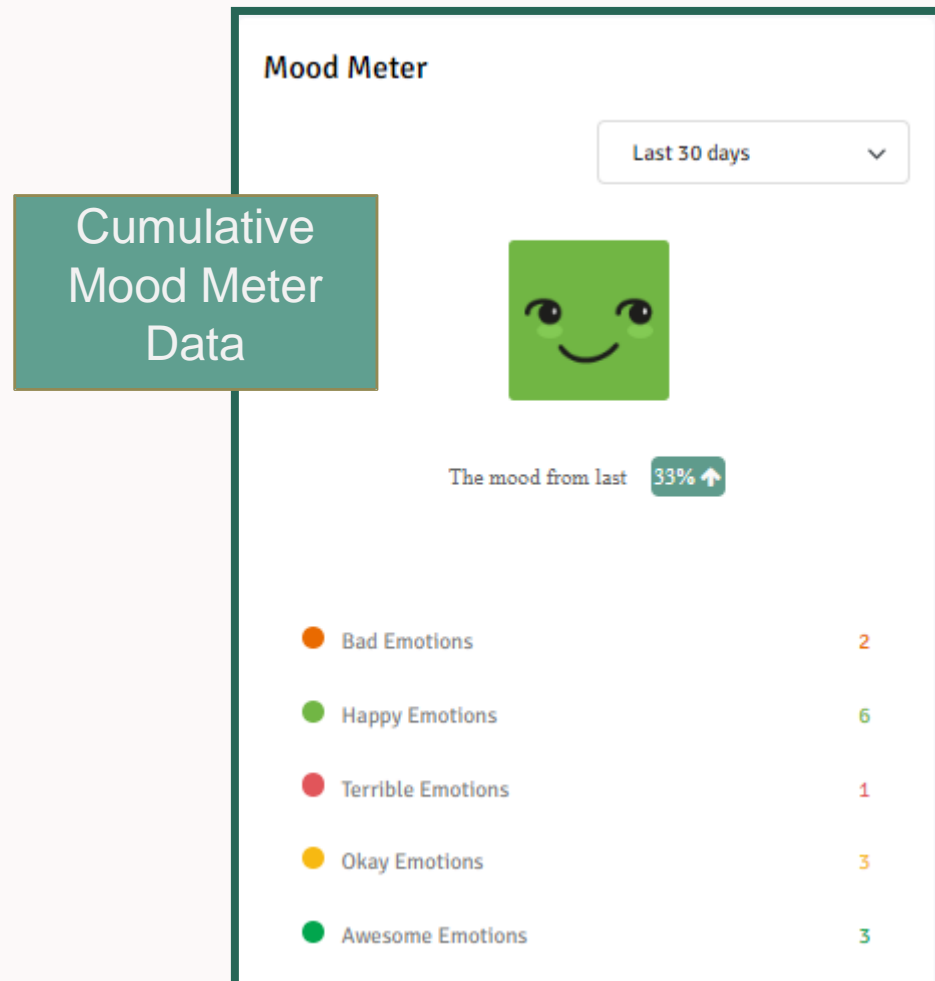 Mood Meter
Last 30 days
Cumulative
Mood Meter
Data
The mood from last 33%
Bad Emotions 2
Happy Emotions 6
Terrible Emotions 1
Okay Emotions 3
Awesome Emotions 3